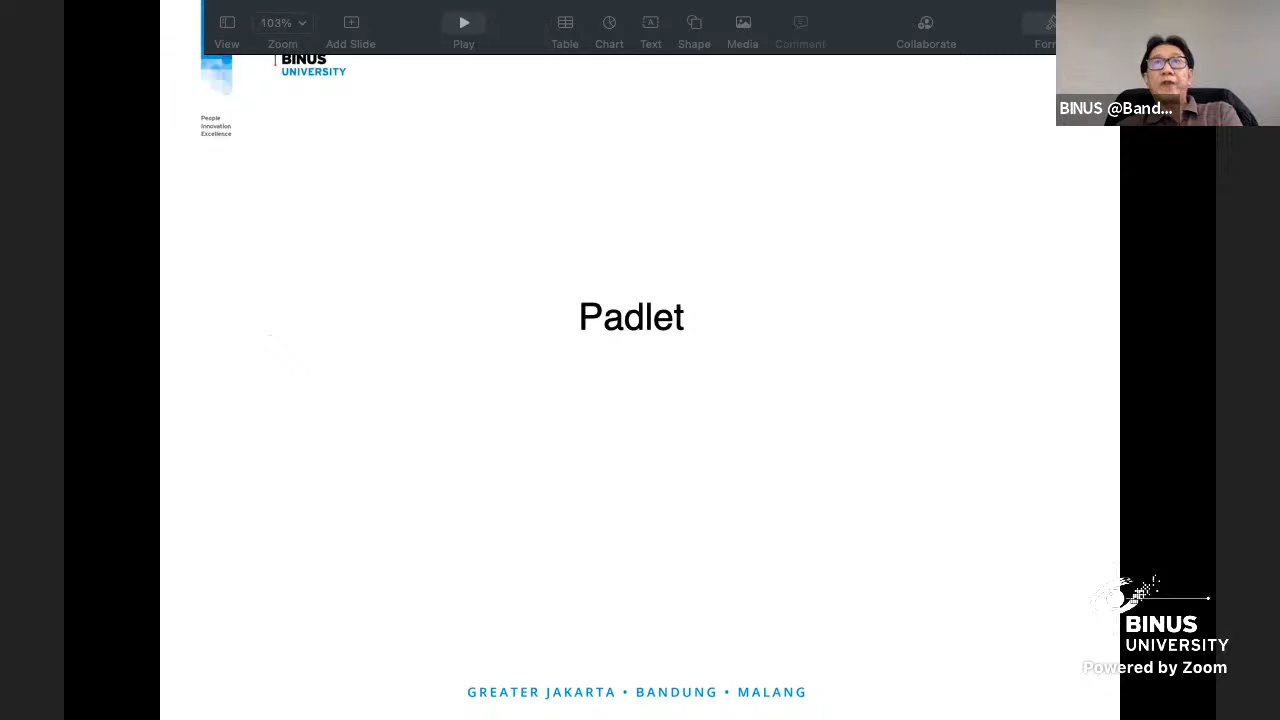 103%
View
Zoom
Add Slide
Play
Table
Chart
Text
Shape
Media
Comment
Collaborate
Form
BINUS @Band...
BINUS
UNIVERSITY
People
Innovation
Excellence
Padlet
BINUS
UNIVERSITY
Powered by Zoom
GREATER JAKARTA • BANDUNG • MALANG